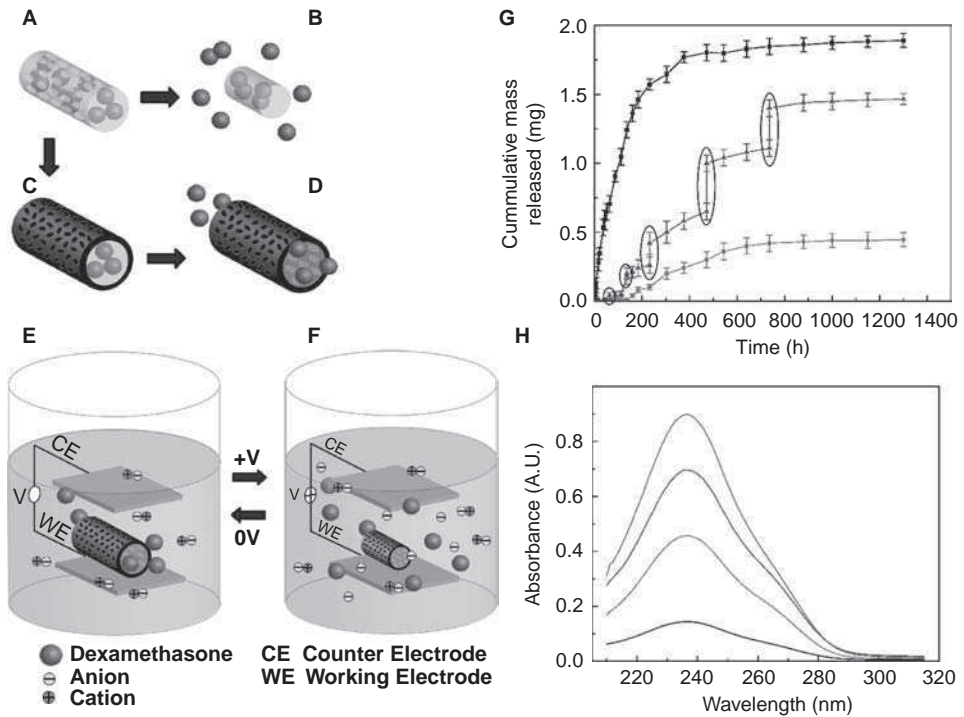 A
B
C
D
E
F
CE
V
WE
+V
0V
CE
V
WE
Dexamethasone
Anion
Cation
CE Counter Electrode
WE Working Electrode
G
Cummulative mass
released (mg)
2.0
1.5
1.0
0.5
0.0
0 200 400 600 800 1000 1200 1400
Time (h)
H
Absorbance (A.U.)
0.8
0.6
0.4
0.2
0.0
220 240 260 280 300 320
Wavelength (nm)